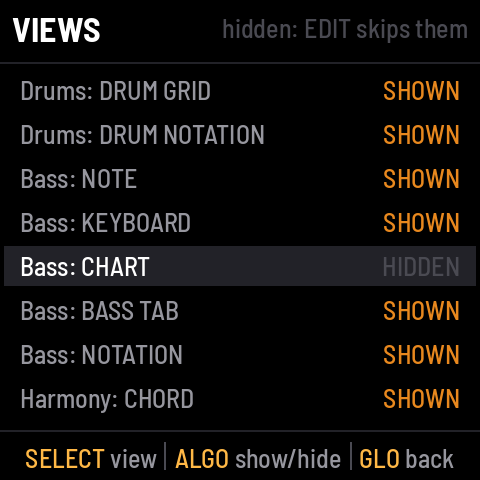 VIEWS hidden: EDIT skips them
Drums: DRUM GRID SHOWN
Drums: DRUM NOTATION SHOWN
Bass: NOTE SHOWN
Bass: KEYBOARD SHOWN
Bass: CHART HIDDEN
Bass: BASS TAB SHOWN
Bass: NOTATION SHOWN
Harmony: CHORD SHOWN
SELECT view ALGO show/hide GLO back